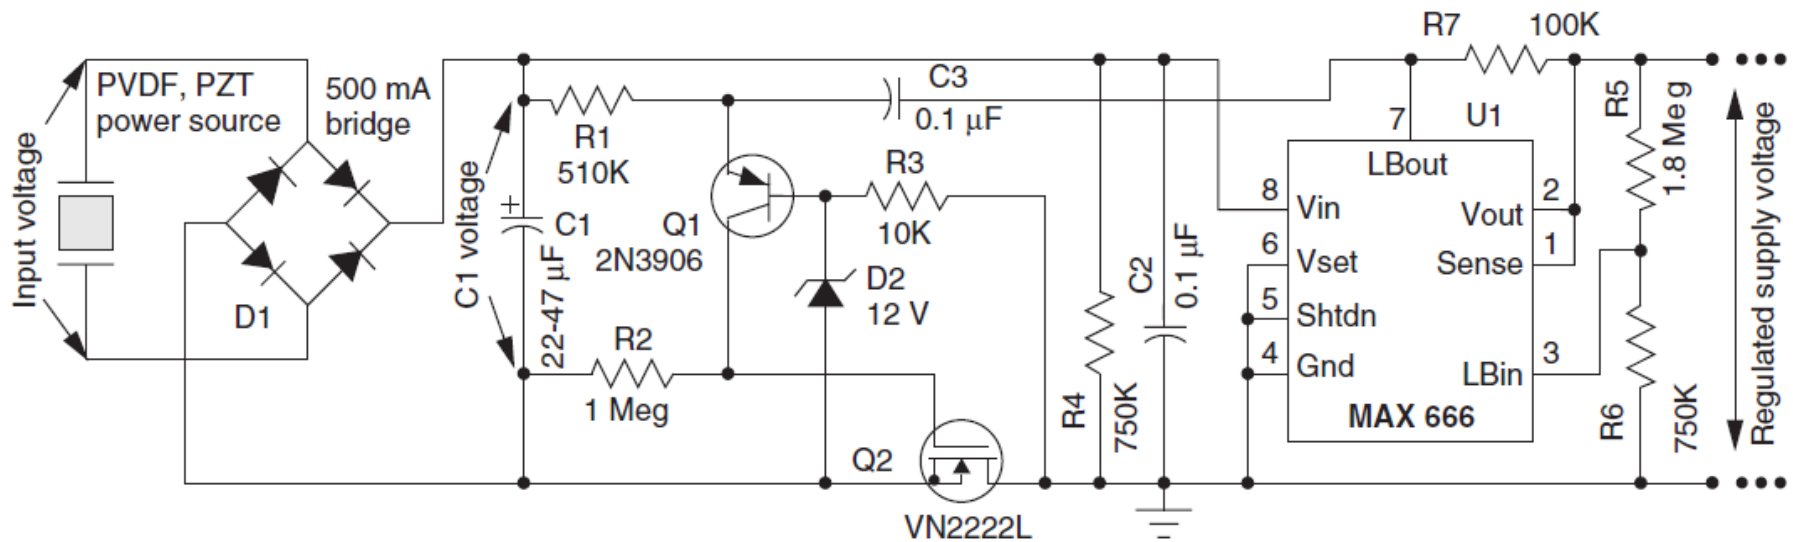 Input voltage
PVDF, PZT
power source
500 mA
bridge
D1
C1 voltage
R1
510K
+
C1
22-47 µF
R2
1 Meg
Q1
2N3906
C3
0.1 µF
R3
10K
D2
12 V
Q2
VN2222L
R4
750K
C2
0.1 µF
R7
100K
7
U1
LBout
8
Vin
6
Vset
5
Shtdn
4
Gnd
2
Vout
1
Sense
3
LBin
MAX 666
R5
1.8 Meg
R6
750K
Regulated supply voltage